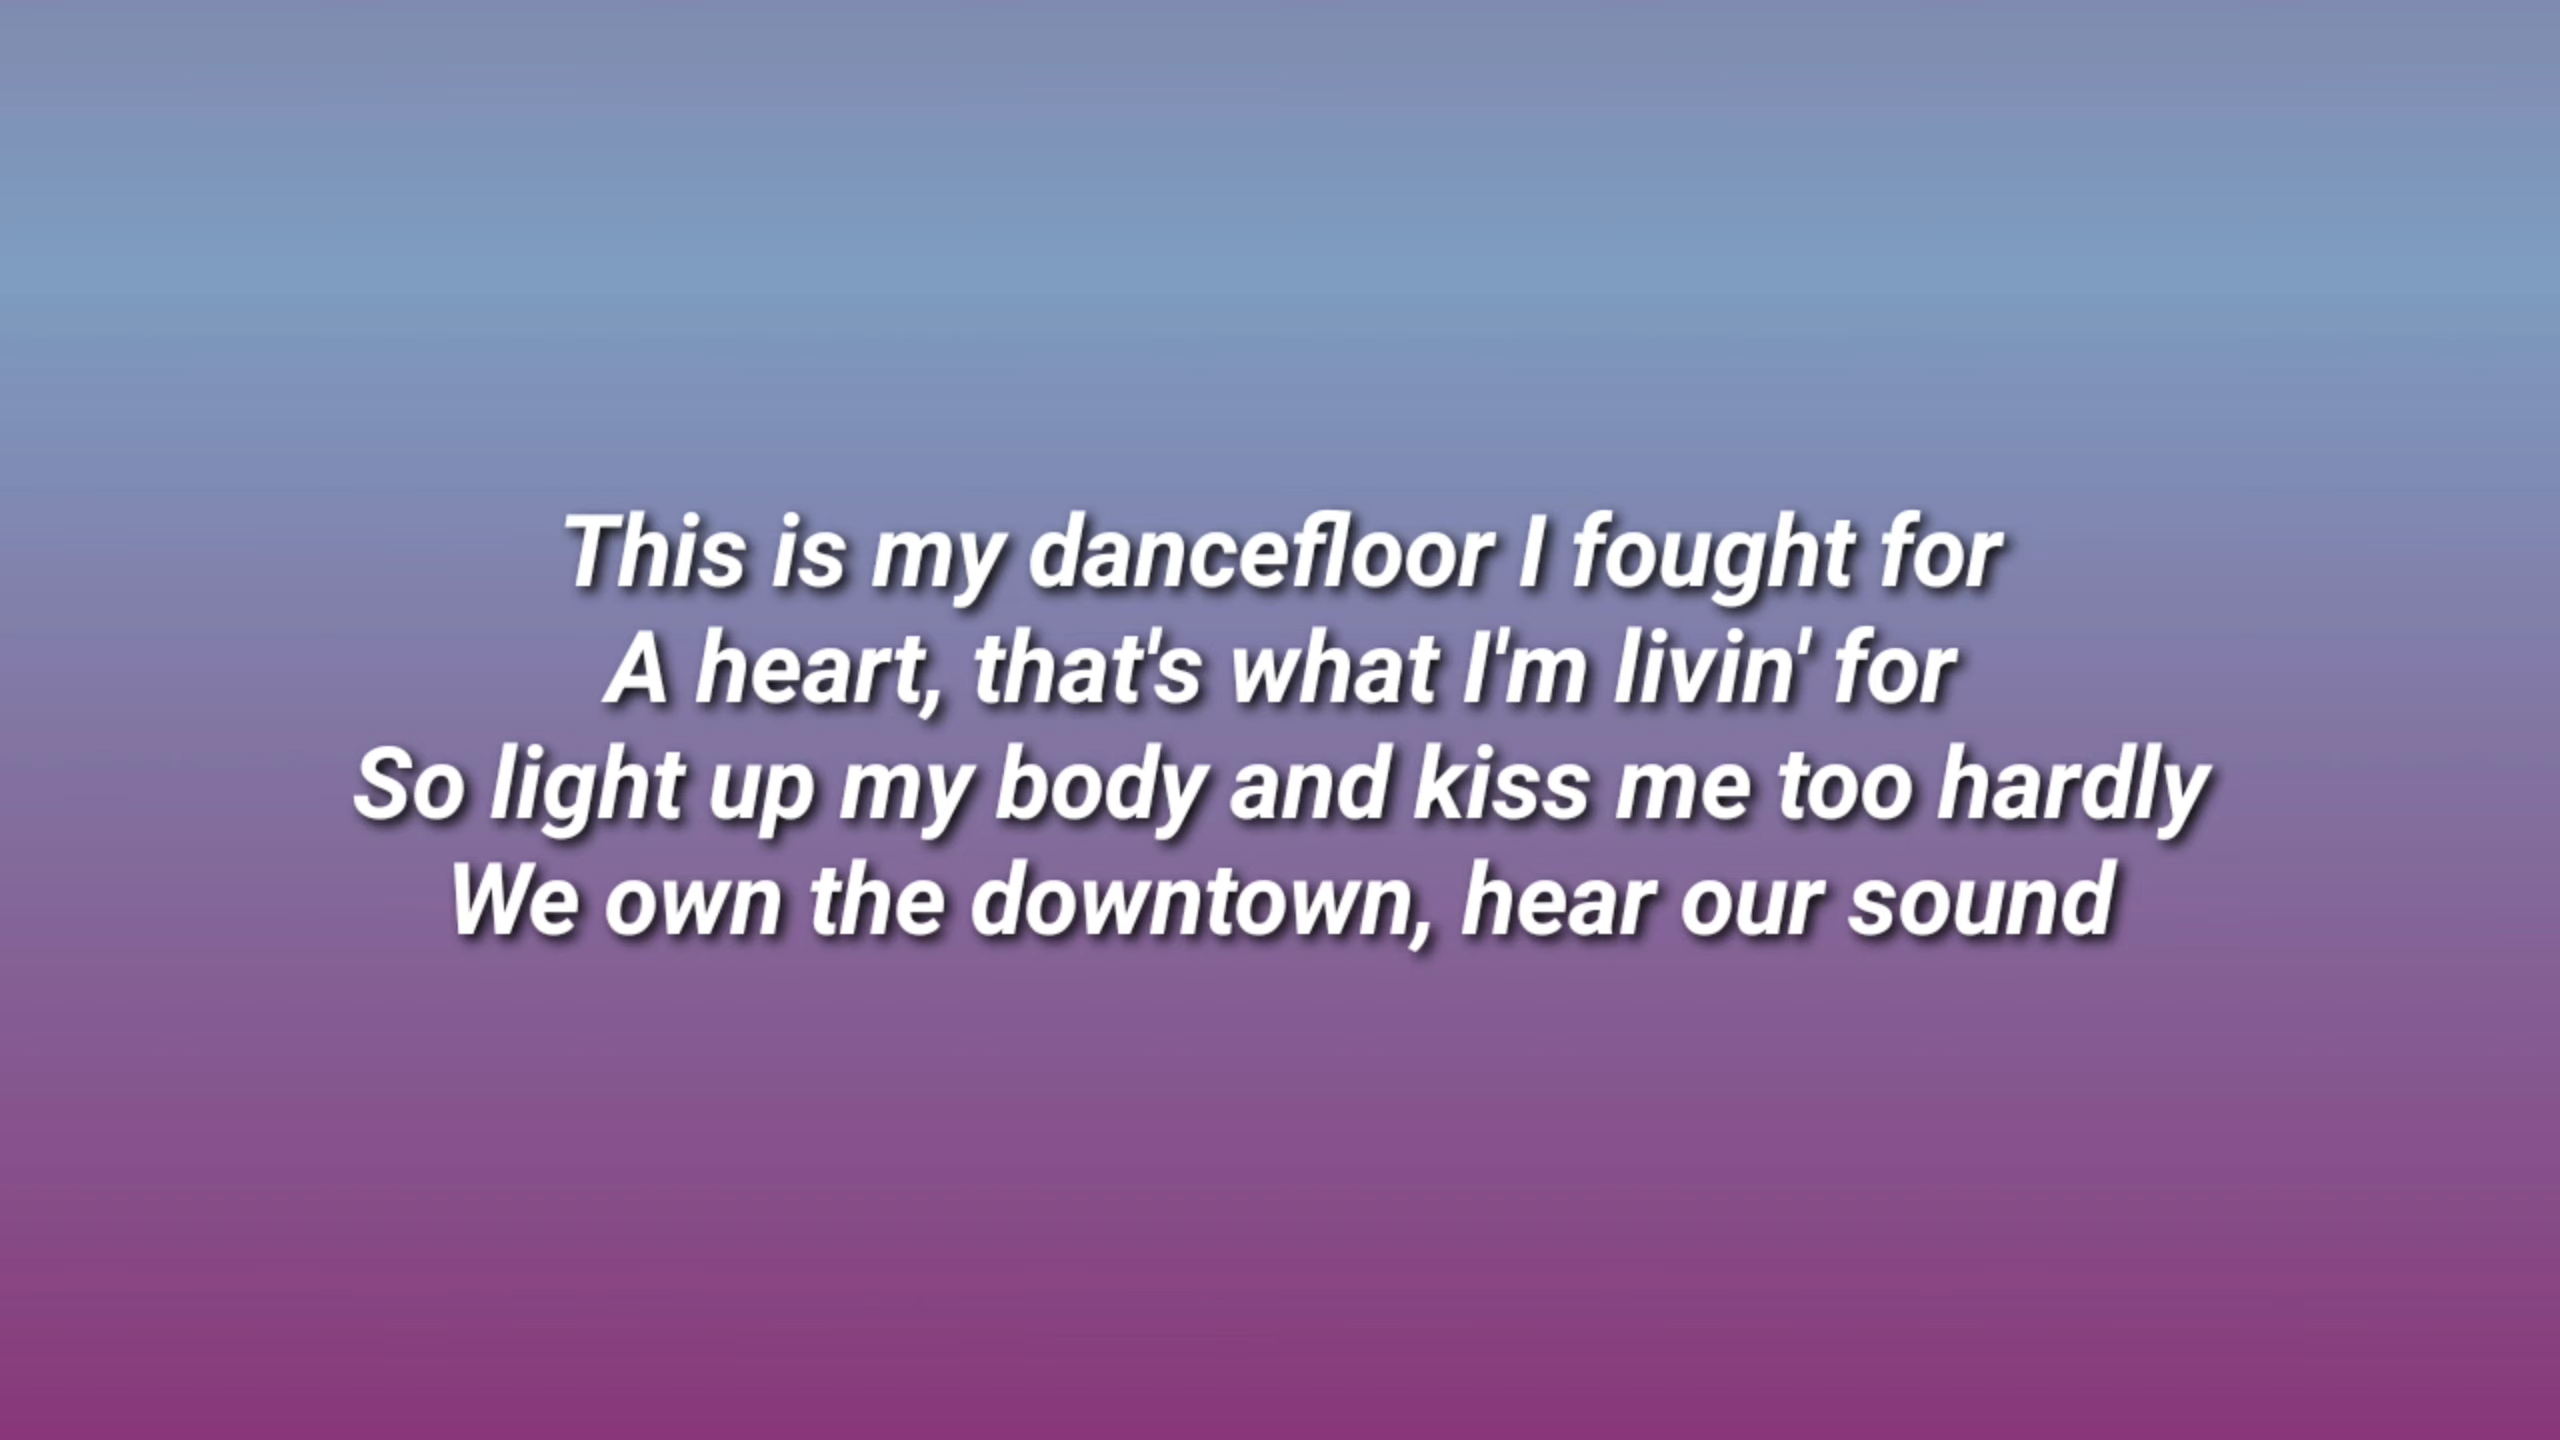 This is my dancefloor I fought for
A heart, that's what I'm livin' for
So light up my body and kiss me too hardly
We own the downtown, hear our sound